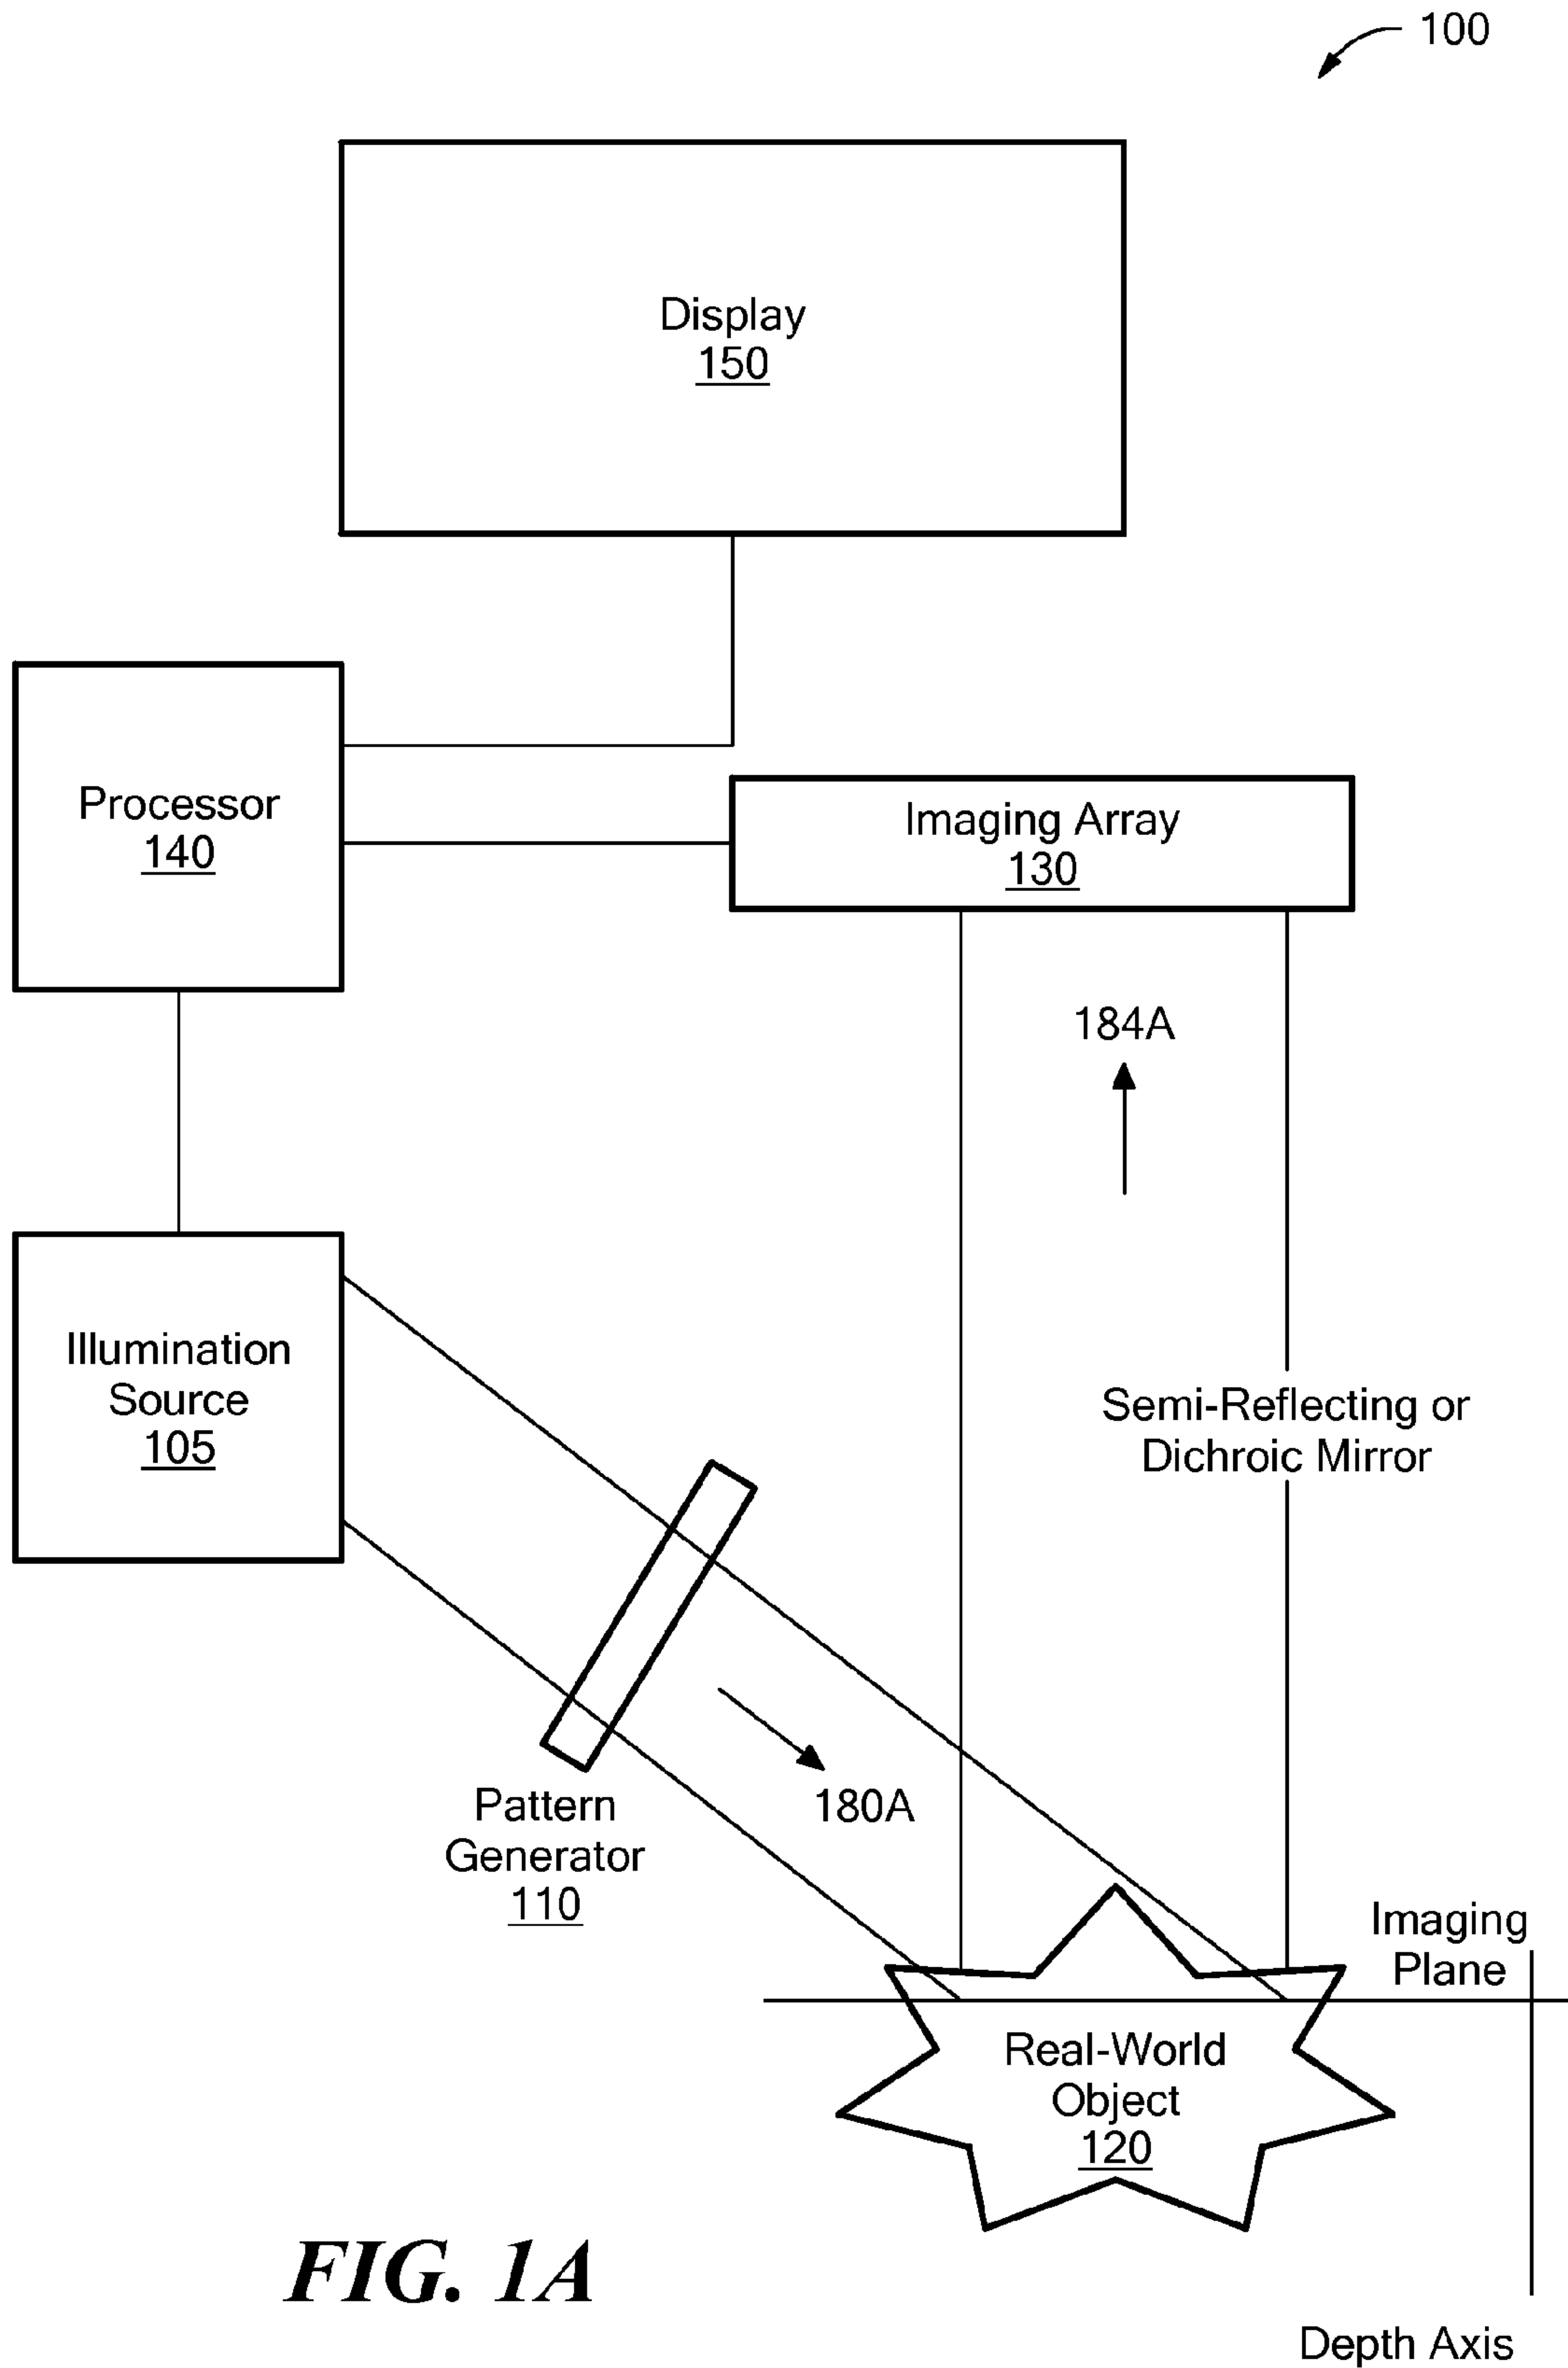 100
Display
150
Processor
140
Imaging Array
130
184A
Illumination
Source
105
Semi-Reflecting or
Dichroic Mirror
180A
Pattern
Generator
110
Imaging
Plane
Real-World
Object
120
FIG. 1A
Depth Axis